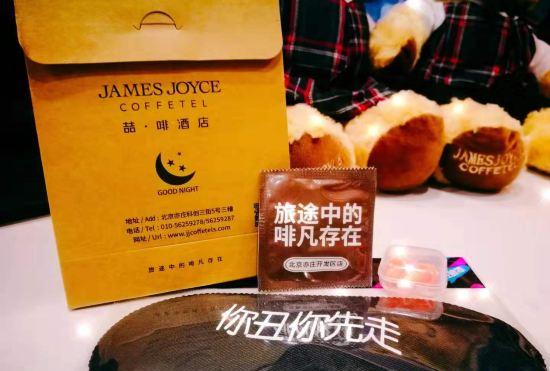 JAMES JOYCE
COFFETEL
喆·啡酒店
GOOD NIGHT
地址 / Add : 北京亦庄科创三街5号三幢
电话 / Tel : 010-56259278/56259287
网址 / Url : www.jjcoffetels.com
旅途中的啡凡存在
旅途中的
啡凡存在
北京亦庄开发区店
JAMES JOYCE
COFFETEL
你丑你先走